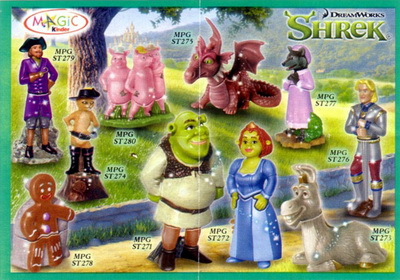 MAGIC
Kinder
DREAMWORKS
SHREK
MPG
ST279
MPG
ST275
MPG
ST277
MPG
ST280
MPG
ST274
MPG
ST276
MPG
ST278
MPG
ST271
MPG
ST272
MPG
ST273